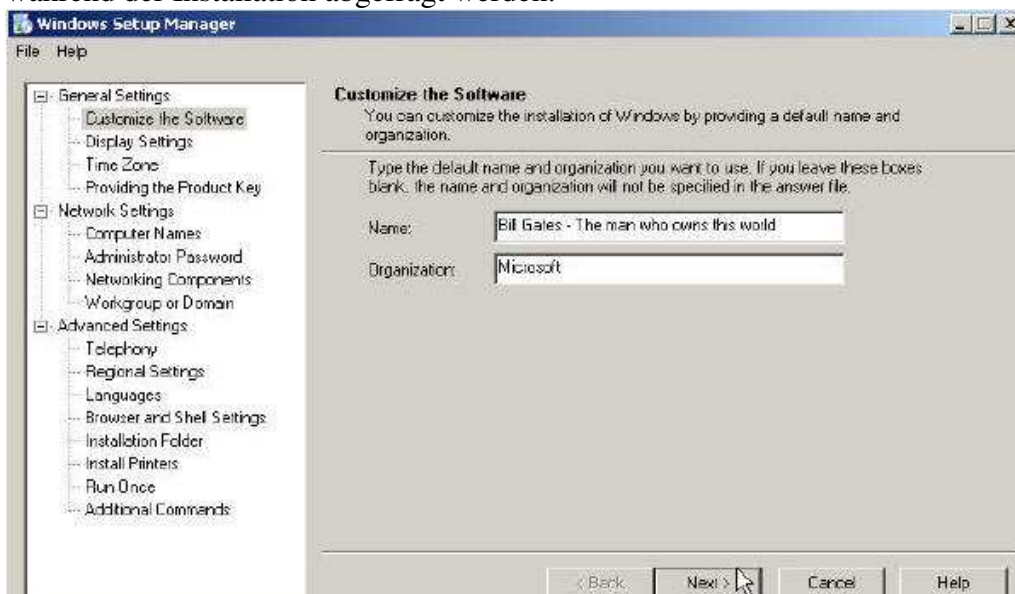 während der Installation abgefragt werden.
Windows Setup Manager
File Help
General Settings
Customize the Software
Display Settings
Time Zone
Providing the Product Key
Network Settings
Computer Names
Administrator Password
Networking Components
Workgroup or Domain
Advanced Settings
Telephony
Regional Settings
Languages
Browser and Shell Settings
Installation Folder
Install Printers
Run Once
Additional Commands
Customize the Software
You can customize the installation of Windows by providing a default name and
organization.
Type the default name and organization you want to use. If you leave these boxes
blank, the name and organization will not be specified in the answer file.
Name: Bill Gates - The man who owns this world
Organization: Microsoft
< Back Next > Cancel Help